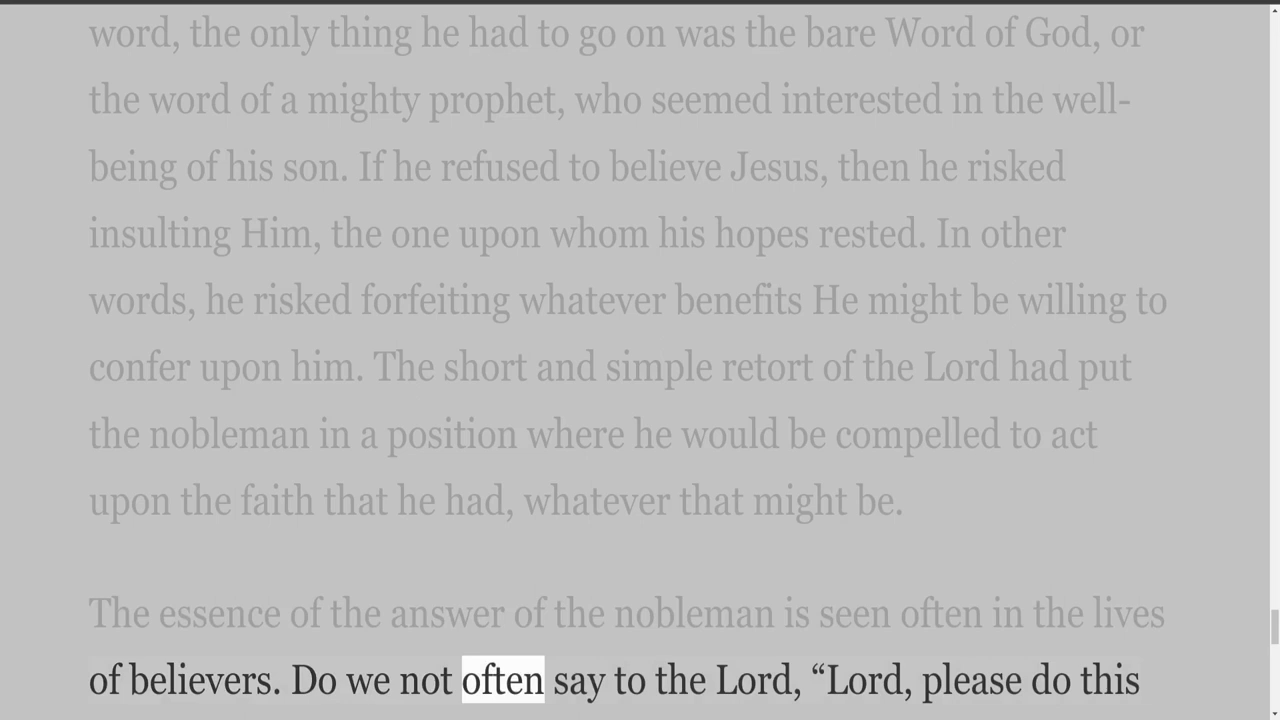 word, the only thing he had to go on was the bare Word of God, or
the word of a mighty prophet, who seemed interested in the well-
being of his son. If he refused to believe Jesus, then he risked
insulting Him, the one upon whom his hopes rested. In other
words, he risked forfeiting whatever benefits He might be willing to
confer upon him. The short and simple retort of the Lord had put
the nobleman in a position where he would be compelled to act
upon the faith that he had, whatever that might be.
The essence of the answer of the nobleman is seen often in the lives
of believers. Do we not often say to the Lord, “Lord, please do this